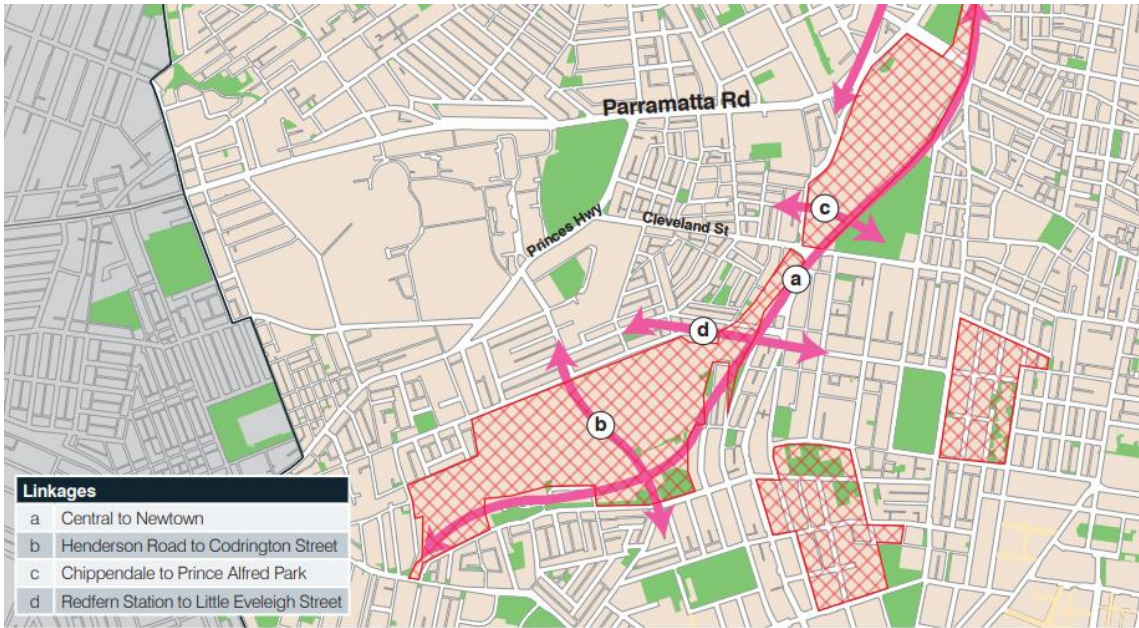 Parramatta Rd
Princes Hwy
Cleveland St
c
a
d
b
Linkages
a Central to Newtown
b Henderson Road to Codrington Street
c Chippendale to Prince Alfred Park
d Redfern Station to Little Eveleigh Street